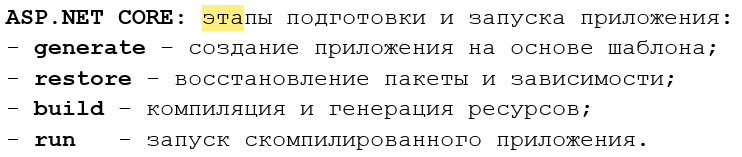 ASP.NET CORE: этапы подготовки и запуска приложения:
– generate – создание приложения на основе шаблона;
– restore – восстановление пакеты и зависимости;
– build – компиляция и генерация ресурсов;
– run – запуск скомпилированного приложения.